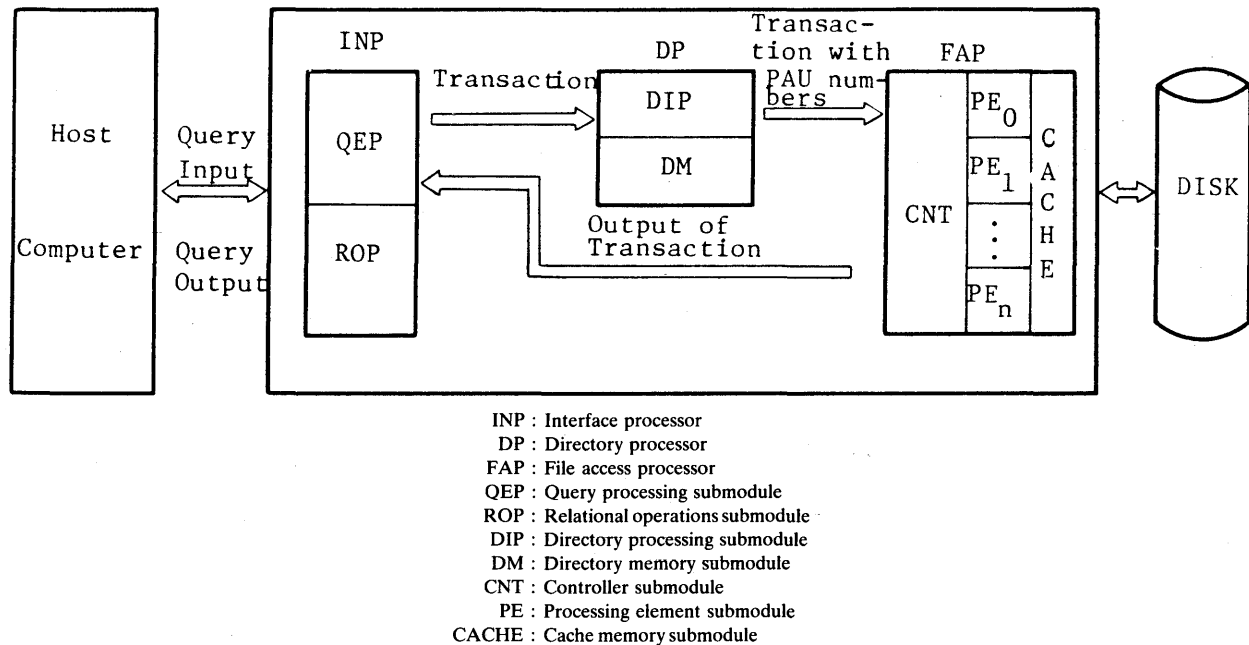 Host
Computer
Query
Input
Query
Output
INP
QEP
ROP
Transaction
DP
DIP
DM
Output of
Transaction
Transac-
tion with
PAU num-
bers
FAP
CNT
PE0
PE1
⋮
PEn
CACHE
DISK
INP : Interface processor
DP : Directory processor
FAP : File access processor
QEP : Query processing submodule
ROP : Relational operations submodule
DIP : Directory processing submodule
DM : Directory memory submodule
CNT : Controller submodule
PE : Processing element submodule
CACHE : Cache memory submodule